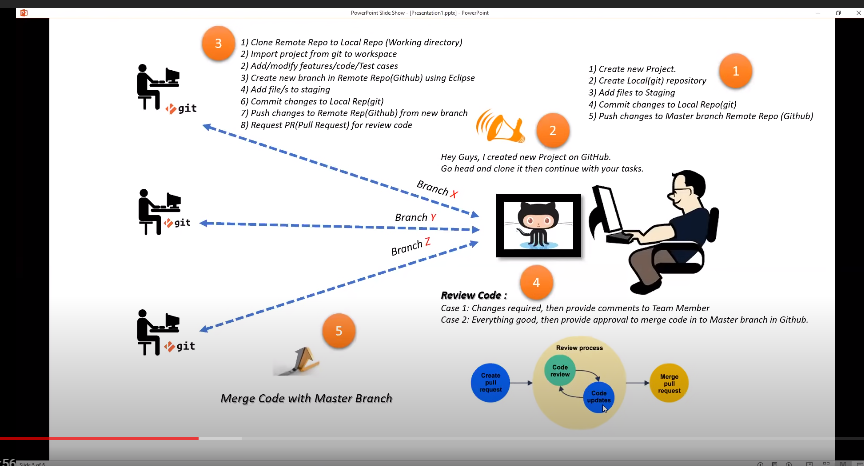 PowerPoint Slide Show - [Presentation1.pptx] - PowerPoint
3
1) Clone Remote Repo to Local Repo (Working directory)
2) Import project from git to workspace
2) Add/modify features/code/Test cases
3) Create new branch in Remote Repo(Github) using Eclipse
4) Add file/s to staging
6) Commit changes to Local Rep(git)
7) Push changes to Remote Rep(Github) from new branch
8) Request PR(Pull Request) for review code
1
1) Create new Project.
2) Create Local(git) repository
3) Add files to Staging
4) Commit changes to Local Rep(git)
5) Push changes to Master branch Remote Repo (Github)
git
2
Hey Guys, I created new Project on GitHub.
Go head and clone it then continue with your tasks.
Branch X
git
Branch Y
Branch Z
4
Review Code :
Case 1: Changes required, then provide comments to Team Member
Case 2: Everything good, then provide approval to merge code in to Master branch in Github.
git
5
Merge Code with Master Branch
Review process
Create
pull
request
Code
review
Code
updates
Merge
pull
request
:56